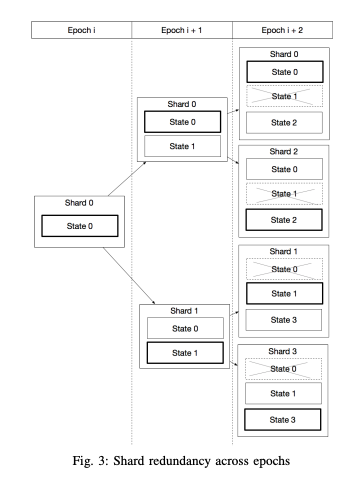 Epoch i
Epoch i + 1
Epoch i + 2
Shard 0
State 0
Shard 0
State 0
State 1
Shard 1
State 0
State 1
Shard 0
State 0
State 1
State 2
Shard 2
State 0
State 1
State 2
Shard 1
State 0
State 1
State 3
Shard 3
State 0
State 1
State 3
Fig. 3: Shard redundancy across epochs